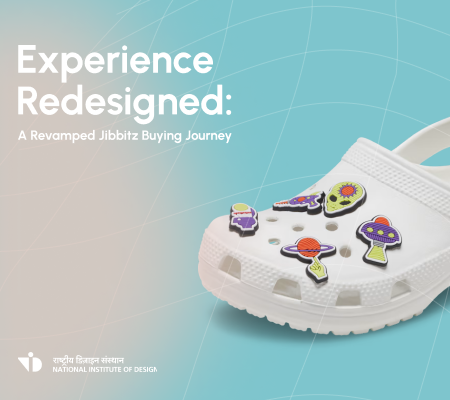 Experience
Redesigned:
A Revamped Jibbitz Buying Journey
राष्ट्रीय डिज़ाइन संस्थान
NATIONAL INSTITUTE OF DESIGN